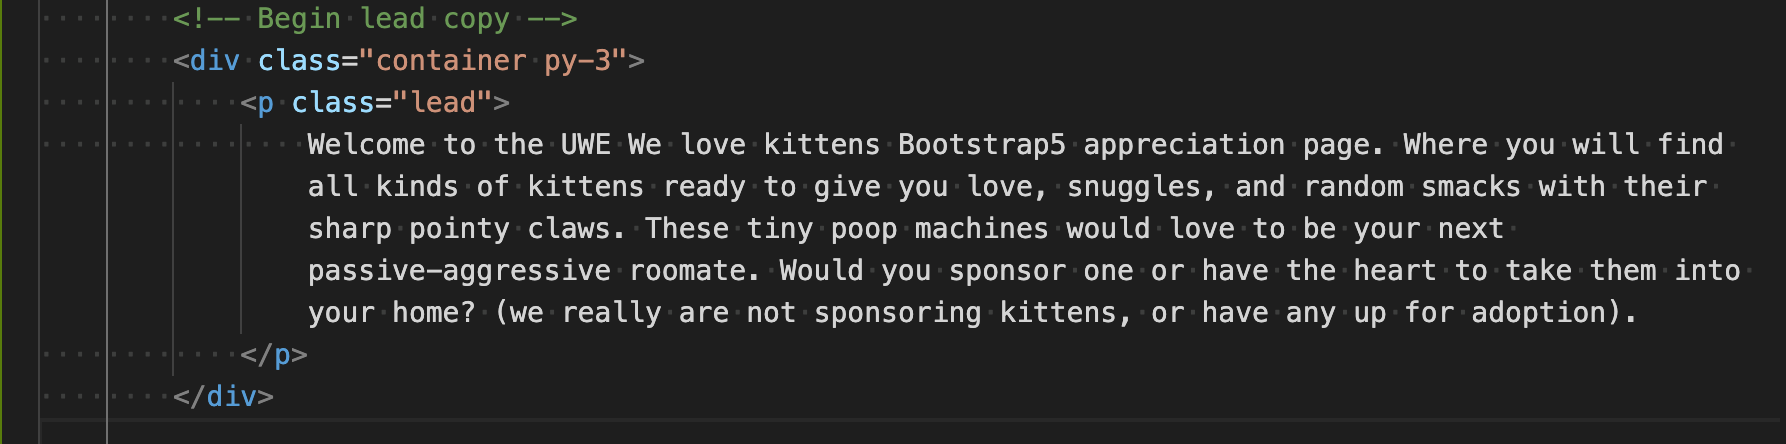 <!-- Begin lead copy -->
<div class="container py-3">
<p class="lead">
Welcome to the UWE We love kittens Bootstrap5 appreciation page. Where you will find
all kinds of kittens ready to give you love, snuggles, and random smacks with their
sharp pointy claws. These tiny poop machines would love to be your next
passive-aggressive roomate. Would you sponsor one or have the heart to take them into
your home? (we really are not sponsoring kittens, or have any up for adoption).
</p>
</div>